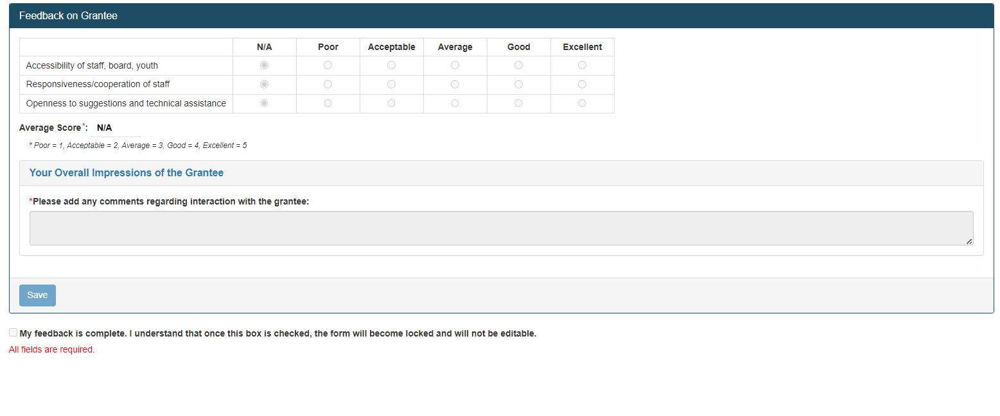 Feedback on Grantee
N/A Poor Acceptable Average Good Excellent
Accessibility of staff, board, youth
Responsiveness/cooperation of staff
Openness to suggestions and technical assistance
Average Score*: N/A
* Poor = 1, Acceptable = 2, Average = 3, Good = 4, Excellent = 5
Your Overall Impressions of the Grantee
*Please add any comments regarding interaction with the grantee:
Save
My feedback is complete. I understand that once this box is checked, the form will become locked and will not be editable.
All fields are required.